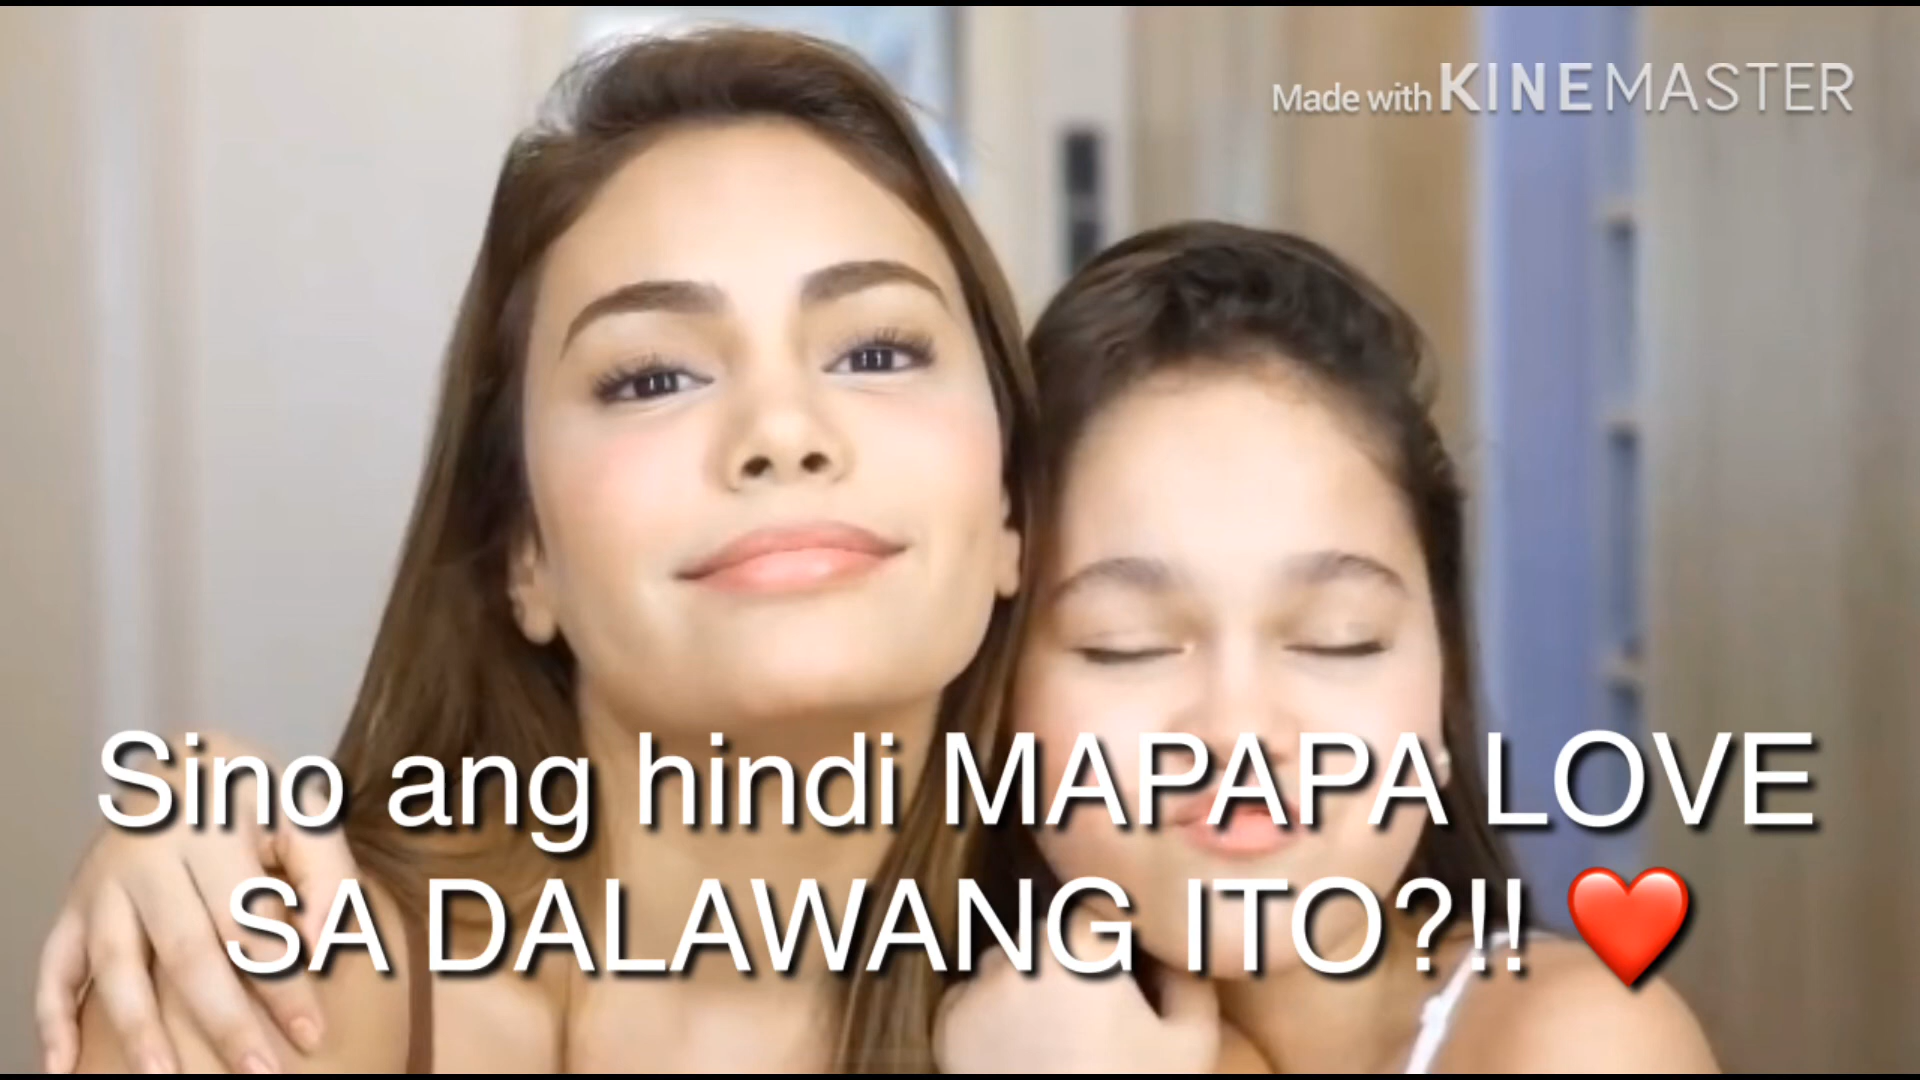 Made with KINEMASTER
Sino ang hindi MAPAPA LOVE
SA DALAWANG ITO?!! ❤️